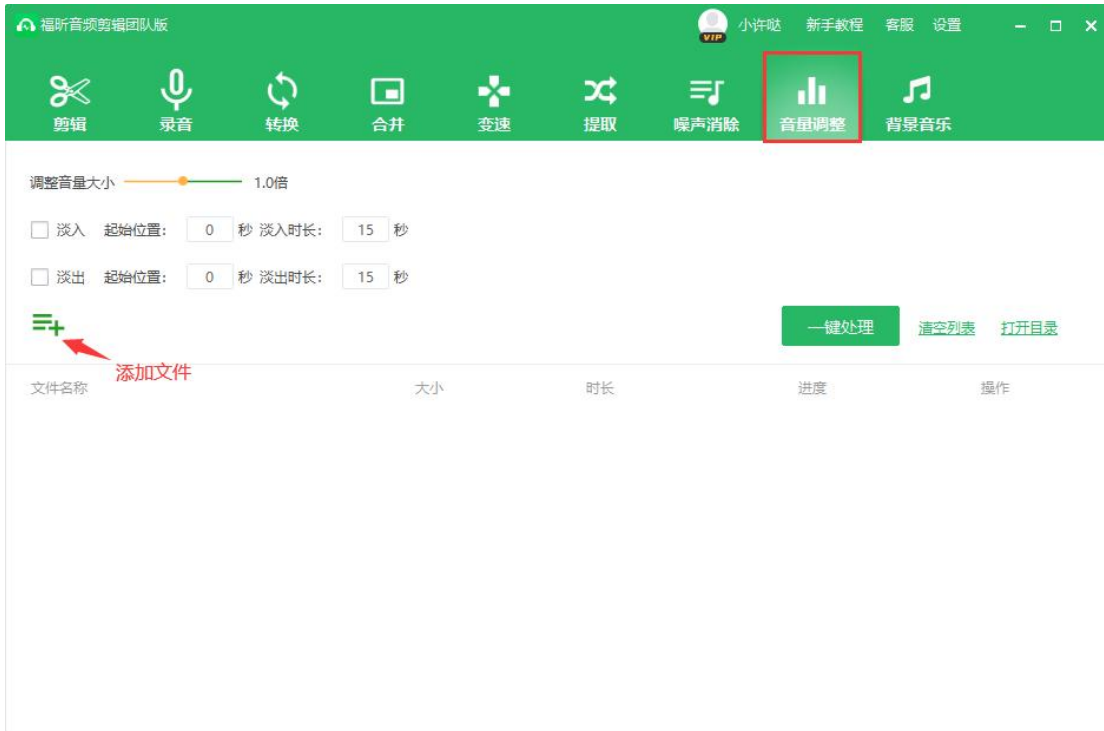 福昕音频剪辑团队版 VIP 小许哒 新手教程 客服 设置
剪辑 录音 转换 合并 变速 提取 噪声消除 音量调整 背景音乐
调整音量大小 1.0倍
淡入 起始位置： 0 秒 淡入时长： 15 秒
淡出 起始位置： 0 秒 淡出时长： 15 秒
一键处理 清空列表 打开目录
添加文件
文件名称 大小 时长 进度 操作